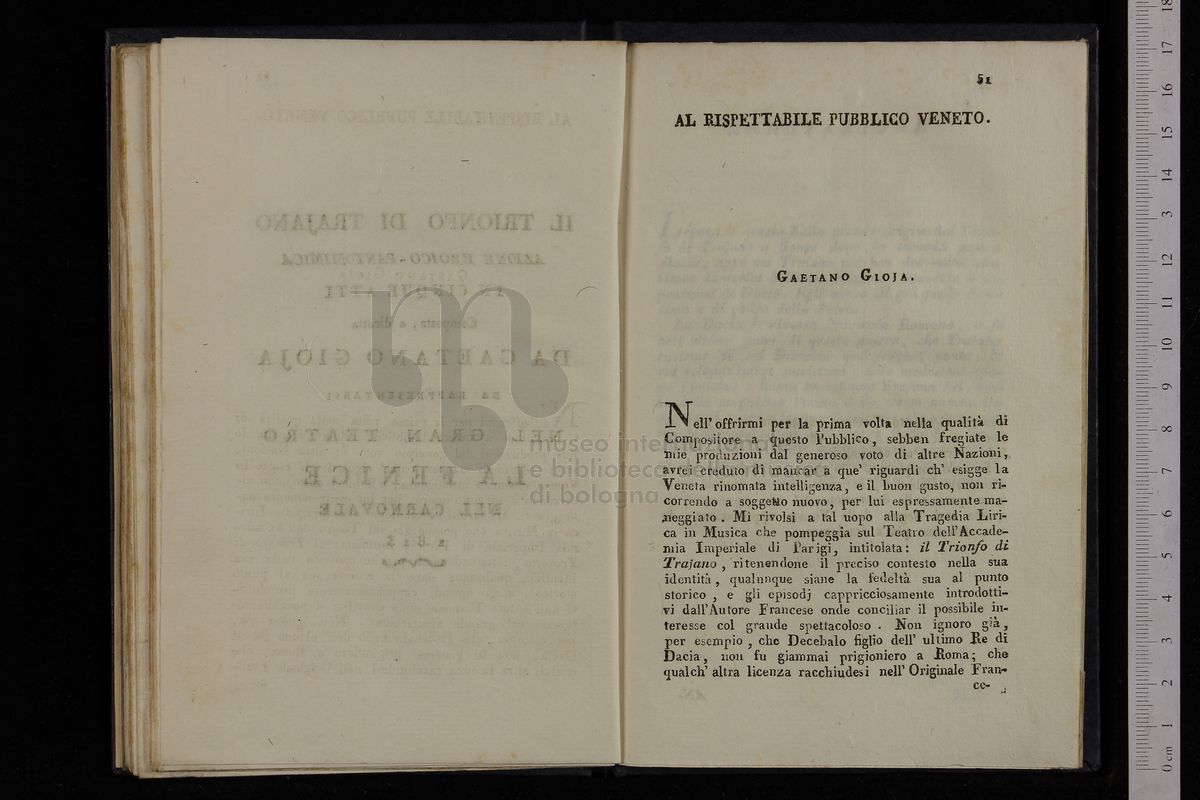 51
AL RISPETTABILE PUBBLICO VENETO.
GAETANO GIOJA.
Nell' offrirmi per la prima volta nella qualità di
Compositore a questo Pubblico, sebben fregiate le
mie produzioni dal generoso voto di altre Nazioni,
avrei creduto di mancar a que' riguardi ch' esigge la
Veneta rinomata intelligenza, e il buon gusto, non ri-
correndo a soggetto nuovo, per lui espressamente ma-
neggiato. Mi rivolsi a tal uopo alla Tragedia Liri-
ca in Musica che pompeggia sul Teatro dell'Accade-
mia Imperiale di Parigi, intitolata: il Trionfo di
Trajano, ritenendone il preciso contesto nella sua
identità, qualunque siane la fedeltà sua al punto
storico, e gli episodj cappricciosamente introdotti-
vi dall'Autore Francese onde conciliar il possibile in-
teresse col grande spettacoloso. Non ignoro già,
per esempio, che Decebalo figlio dell' ultimo Re di
Dacia, non fu giammai prigioniero a Roma; che
qualch' altra licenza racchiudesi nell' Originale Fran-
ce-
IL TRIONFO DI TRAJANO
AZIONE EROICO-PANTOMIMICA
IN CINQUE ATTI
Composta, e diretta
DA GAETANO GIOJA
DA RAPPRESENTARSI
NEL GRAN TEATRO
LA FENICE
NEL CARNOVALE
museo internazionale
e biblioteca
di bologna
0 cm 1 2 3 4 5 6 7 8 9 10 11 12 13 14 15 16 17 18